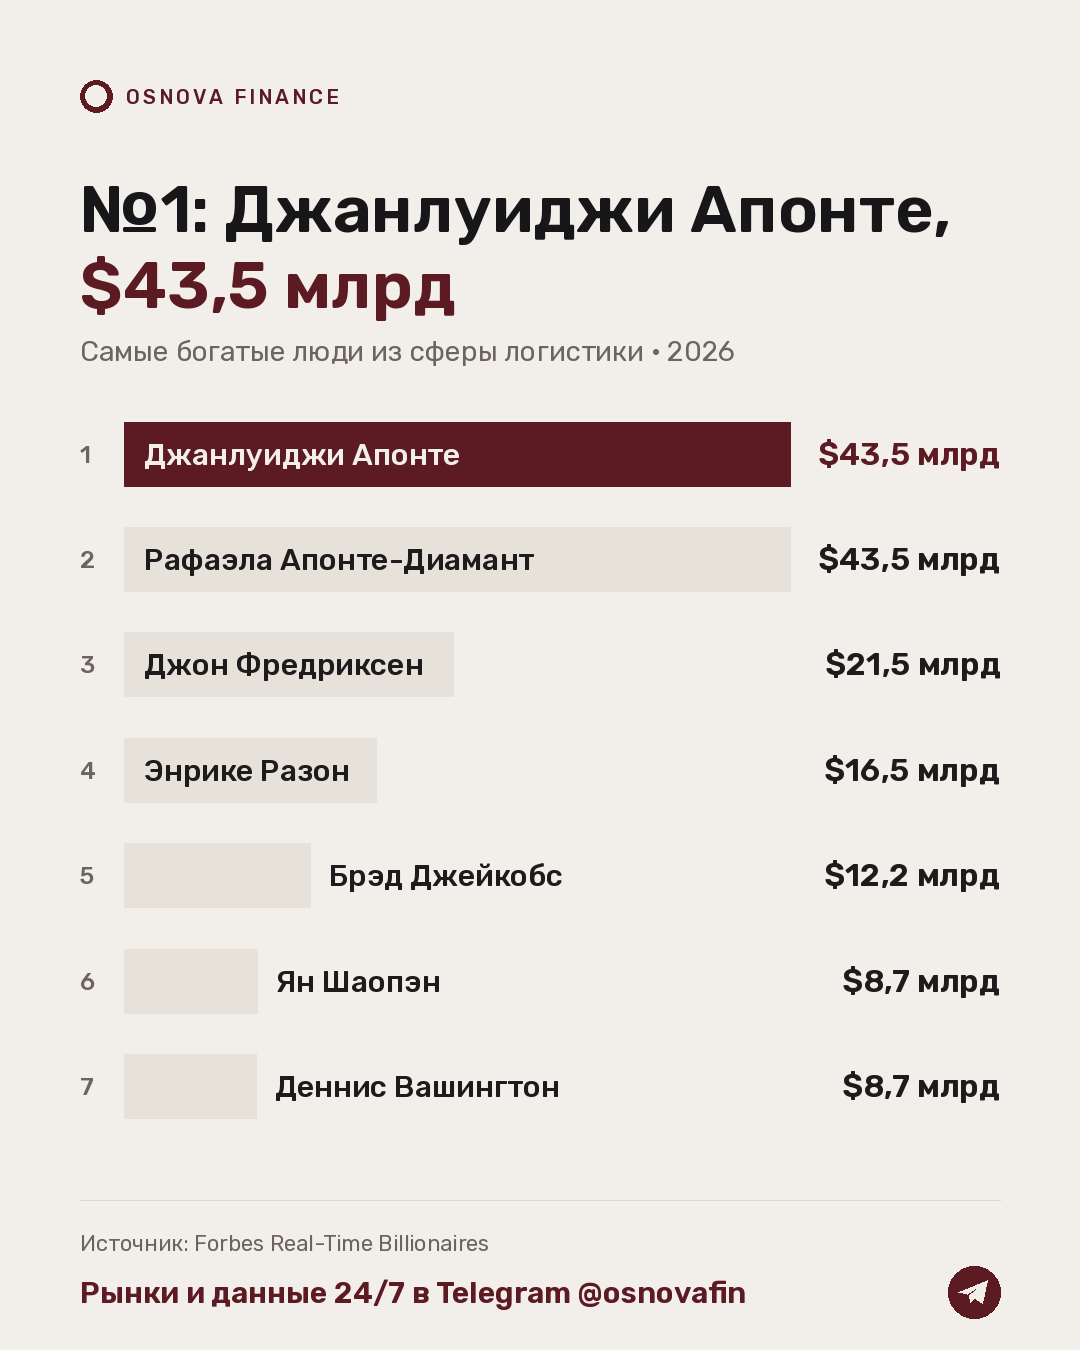 OSNOVA FINANCE
№1: Джанлуиджи Апонте,
$43,5 млрд
Самые богатые люди из сферы логистики • 2026
1 Джанлуиджи Апонте $43,5 млрд
2 Рафаэла Апонте-Диамант $43,5 млрд
3 Джон Фредриксен $21,5 млрд
4 Энрике Разон $16,5 млрд
5 Брэд Джейкобс $12,2 млрд
6 Ян Шаопэн $8,7 млрд
7 Деннис Вашингтон $8,7 млрд
Источник: Forbes Real-Time Billionaires
Рынки и данные 24/7 в Telegram @osnovafin